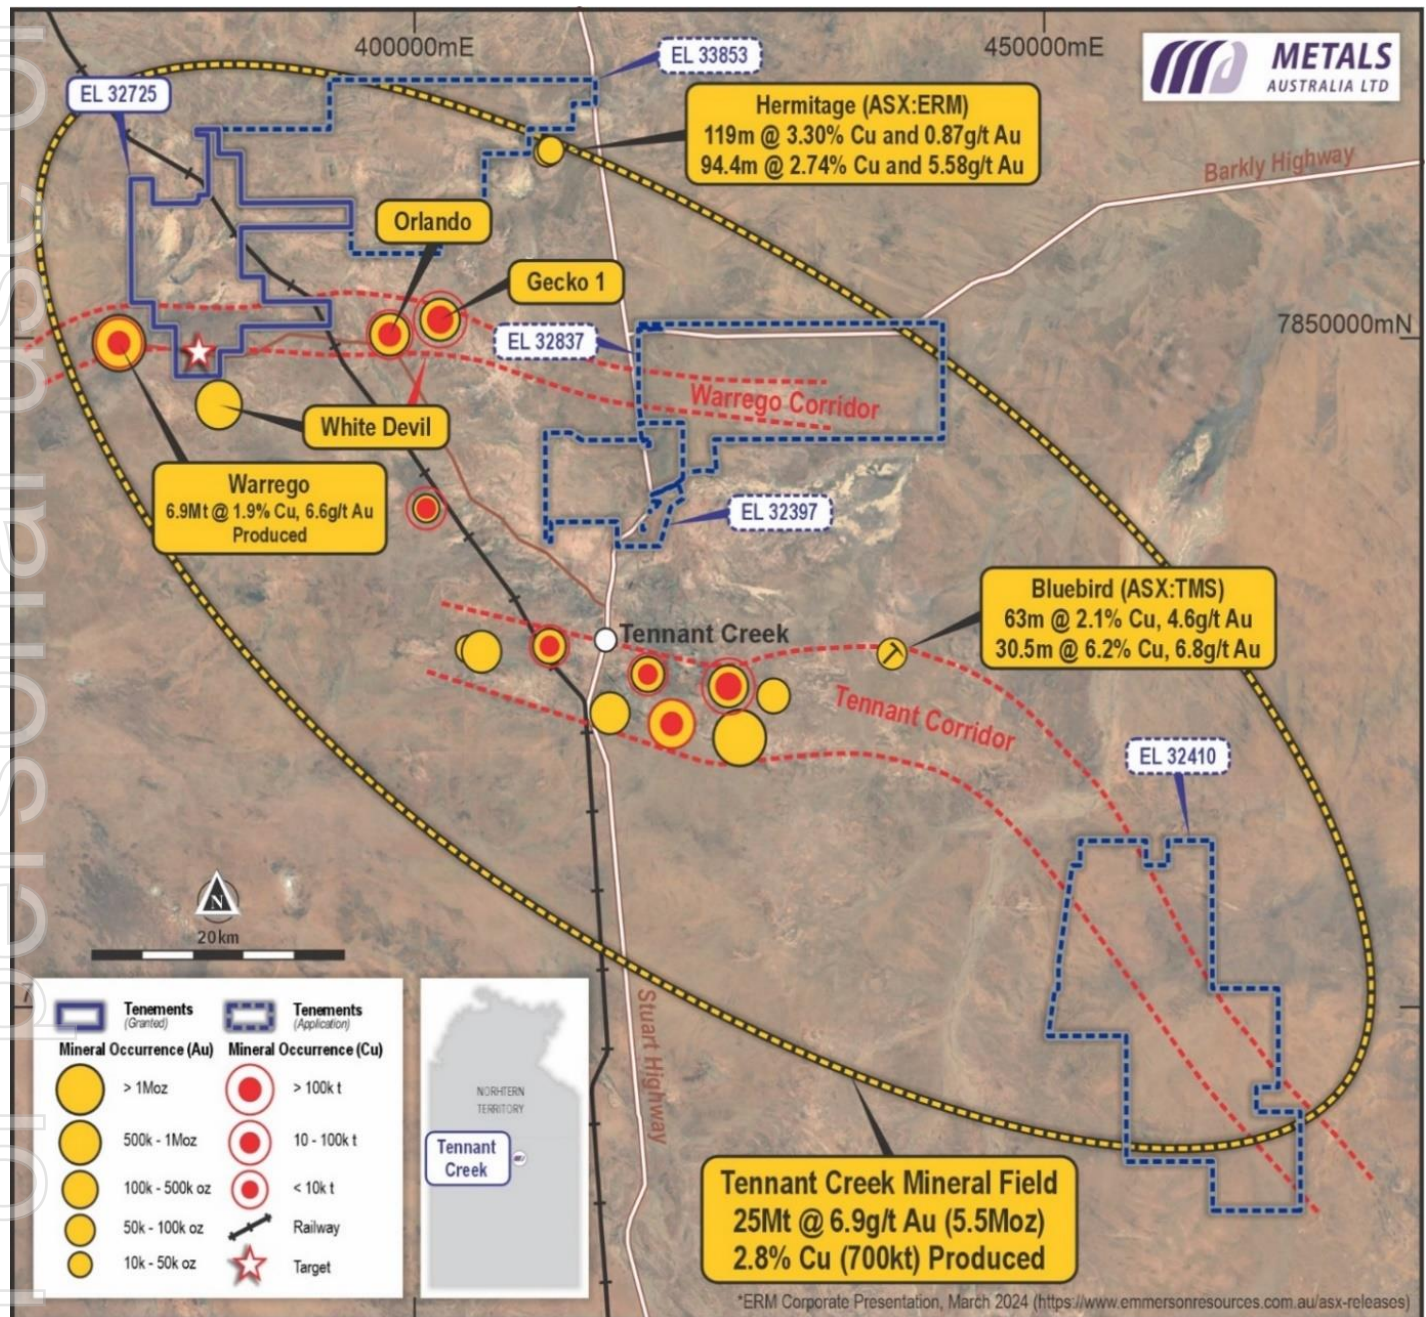 For personal use only
400000mE
450000mE
EL 33853
EL 32725
METALS
AUSTRALIA LTD
Hermitage (ASX:ERM)
119m @ 3.30% Cu and 0.87g/t Au
94.4m @ 2.74% Cu and 5.58g/t Au
Barkly Highway
Orlando
Gecko 1
EL 32837
7850000mN
Warrego Corridor
White Devil
Warrego
6.9Mt @ 1.9% Cu, 6.6g/t Au
Produced
EL 32397
Bluebird (ASX:TMS)
63m @ 2.1% Cu, 4.6g/t Au
30.5m @ 6.2% Cu, 6.8g/t Au
Tennant Creek
Tennant Corridor
EL 32410
N
20km
7
Tenements
(Granted)
Tenements
(Application)
Mineral Occurrence (Au)
Mineral Occurrence (Cu)
> 1Moz
> 100k t
500k - 1Moz
10 - 100k t
100k - 500k oz
< 10k t
50k - 100k oz
Railway
10k - 50k oz
Target
NORHTERN
TERRITORY
Tennant
Creek
Stuart Highway
Tennant Creek Mineral Field
25Mt @ 6.9g/t Au (5.5Moz)
2.8% Cu (700kt) Produced
*ERM Corporate Presentation, March 2024 (https://www.emmersonresources.com.au/asx-releases)